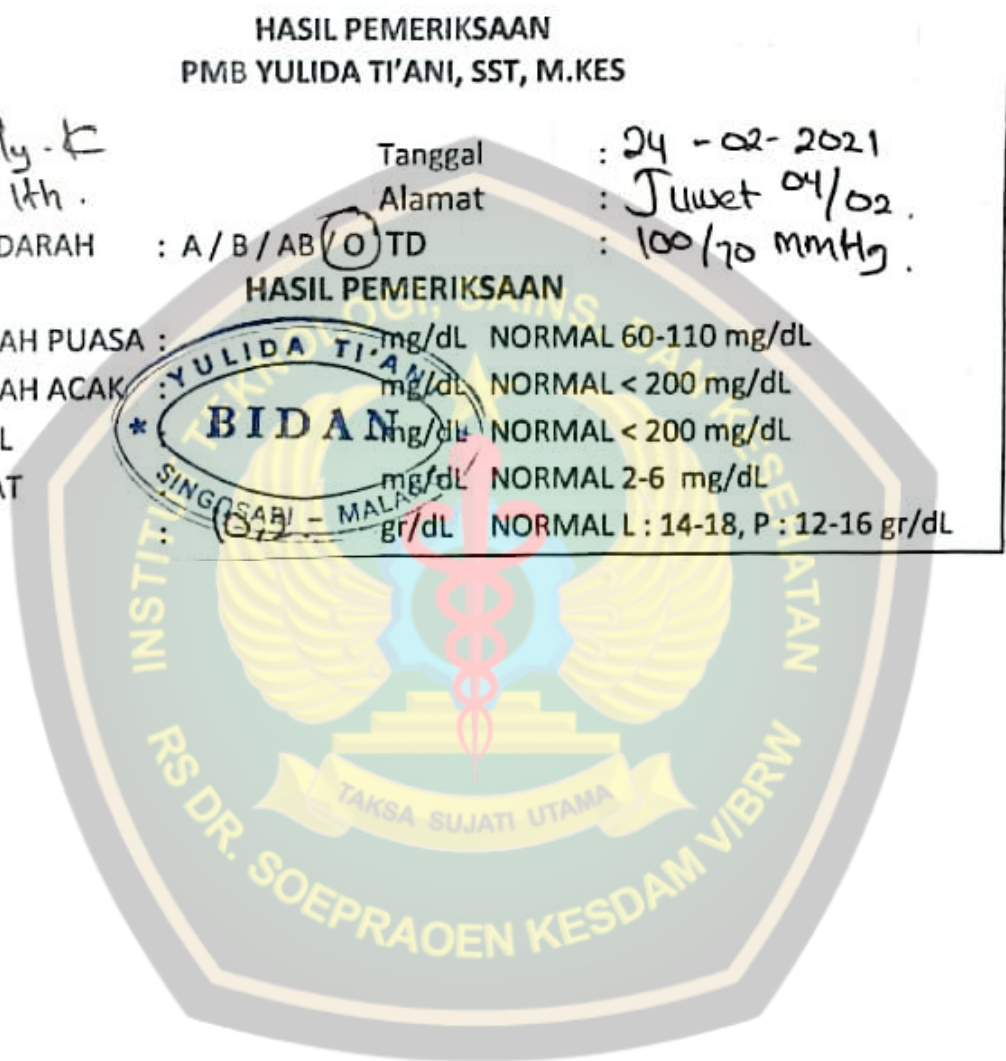 HASIL PEMERIKSAAN
PMB YULIDA TI'ANI, SST, M.KES
Tanggal : 24 - 02 - 2021
Alamat : Juwet 04/02.
DARAH : A / B / AB / O TD : 100/70 mmHg.
HASIL PEMERIKSAAN
AH PUASA : mg/dL NORMAL 60-110 mg/dL
AH ACAK : mg/dL NORMAL < 200 mg/dL
L mg/dL NORMAL < 200 mg/dL
AT mg/dL NORMAL 2-6 mg/dL
: gr/dL NORMAL L : 14-18, P : 12-16 gr/dL
YULIDA TI'ANI
* BIDAN *
SINGOSARI - MALANG
INSTITUT TEKNOLOGI, SAINS, DAN KESEHATAN
TAKSA SUJATI UTAMA
RS DR. SOEPRAOEN KESDAM V/BRW